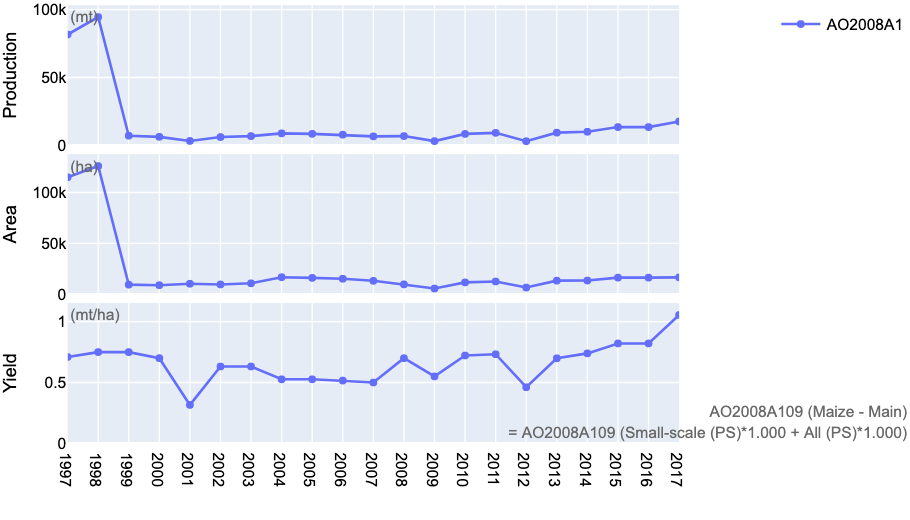 100k
(mt)
50k
0
Production
AO2008A1
(ha)
100k
50k
0
Area
(mt/ha)
1
0.5
0
Yield
AO2008A109 (Maize - Main)
= AO2008A109 (Small-scale (PS)*1.000 + All (PS)*1.000)
1997
1998
1999
2000
2001
2002
2003
2004
2005
2006
2007
2008
2009
2010
2011
2012
2013
2014
2015
2016
2017